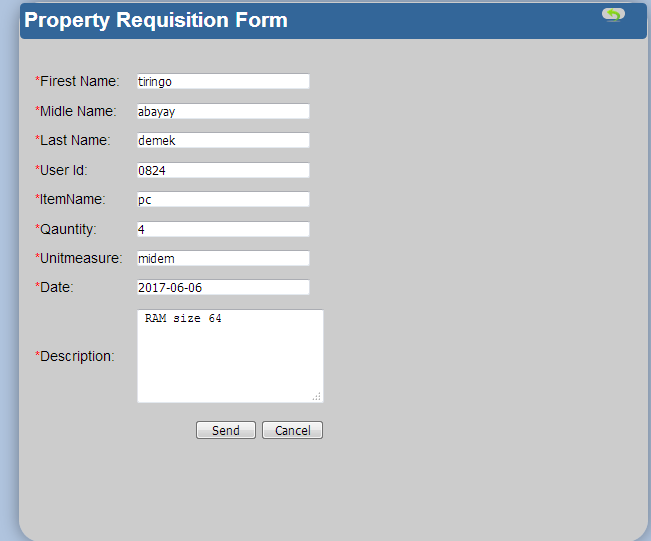 Property Requisition Form
*Firest Name: tiringo
*Midle Name: abayay
*Last Name: demek
*User Id: 0824
*ItemName: pc
*Qauntity: 4
*Unitmeasure: midem
*Date: 2017-06-06
*Description: RAM size 64
Send Cancel